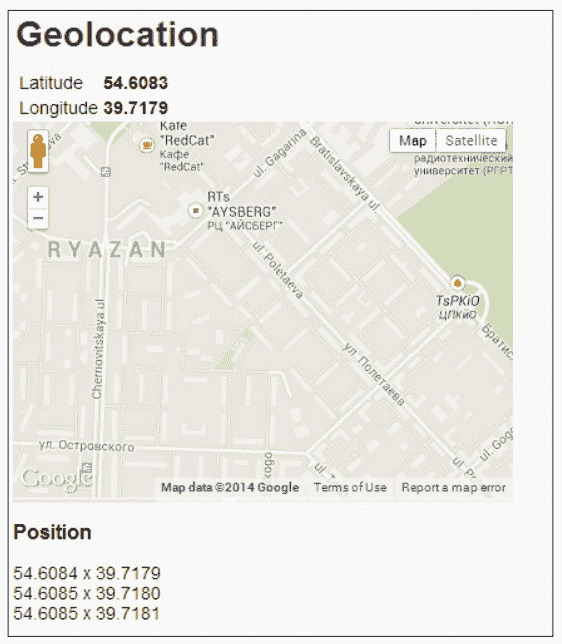 Geolocation
Latitude 54.6083
Longitude 39.7179
Kafe
"RedCat"
Кафе
"RedCat"
ul. Gagarina
Bratislavskaya ul.
Map Satellite
радиотехнический
университет (РГРТ
RTs
"AYSBERG"
РЦ "АЙСБЕРГ"
RYAZAN
ul. Poletaeva
TsPKiO
ЦПКиО
Братис
Chernovitskaya ul
ул. Полетаева
ул. Островского
ul. Gog
Google
Map data ©2014 Google Terms of Use Report a map error
Position
54.6084 x 39.7179
54.6085 x 39.7180
54.6085 x 39.7181